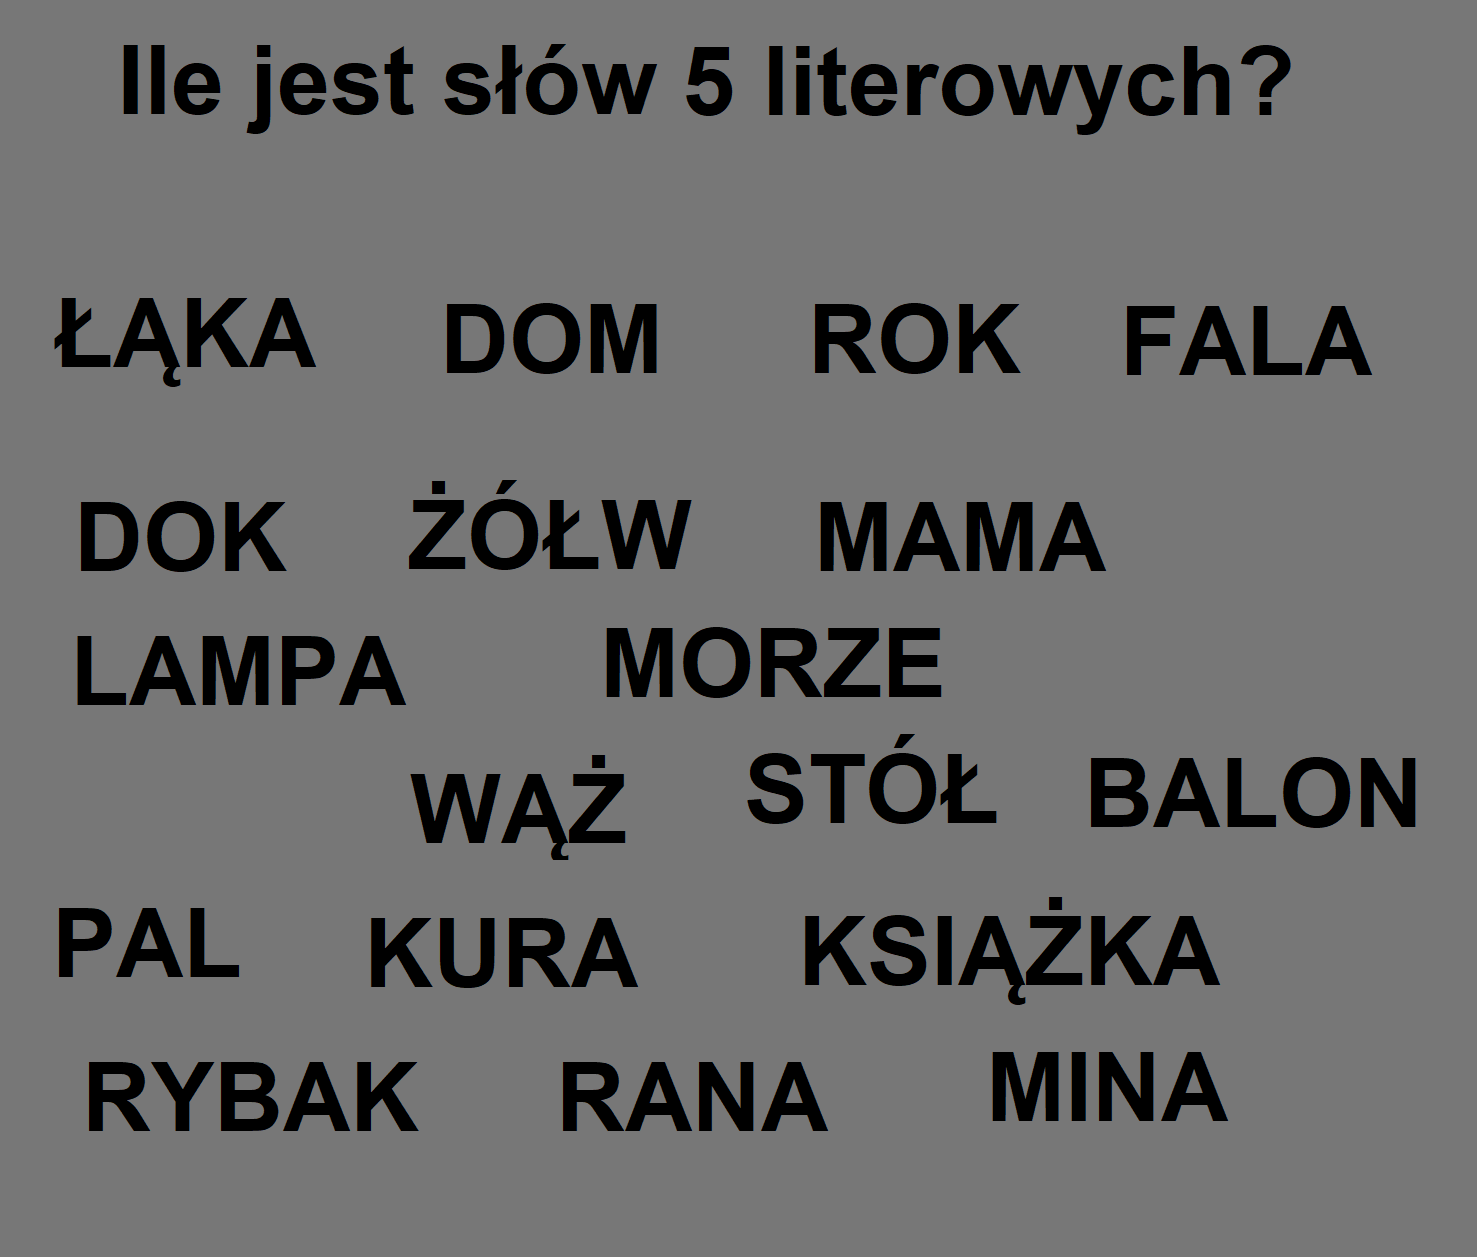 Ile jest słów 5 literowych?
ŁĄKA DOM ROK FALA
DOK ŻÓŁW MAMA
LAMPA MORZE
WĄŻ STÓŁ BALON
PAL KURA KSIĄŻKA
RYBAK RANA MINA